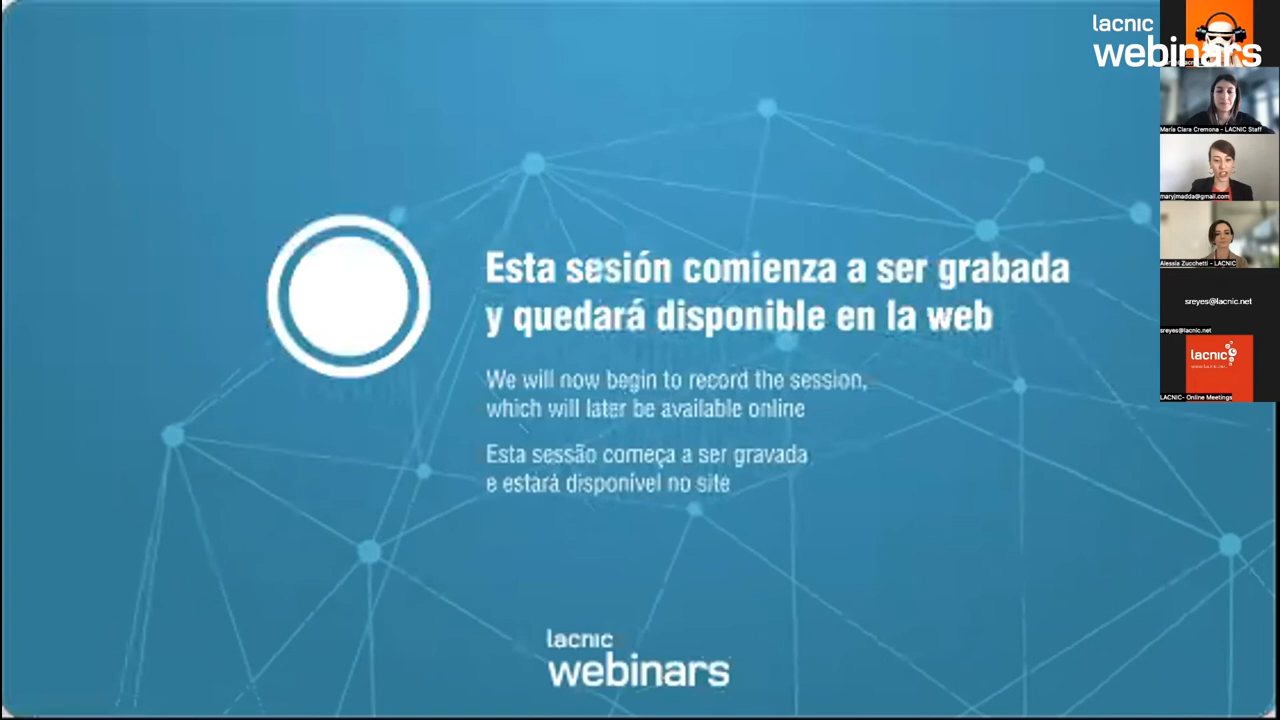 lacnic
webinars
María Clara Cremona - LACNIC Staff
maryjmadda@gmail.com
Alessia Zucchetti - LACNIC
sreyes@lacnic.net
sreyes@lacnic.net
lacnic
LACNIC- Online Meetings
Esta sesión comienza a ser grabada
y quedará disponible en la web
We will now begin to record the session,
which will later be available online
Esta sessão começa a ser gravada
e estará disponível no site
lacnic
webinars